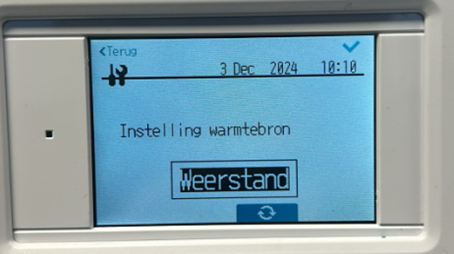 <Terug
3 Dec 2024 10:10
Instelling warmtebron
Weerstand